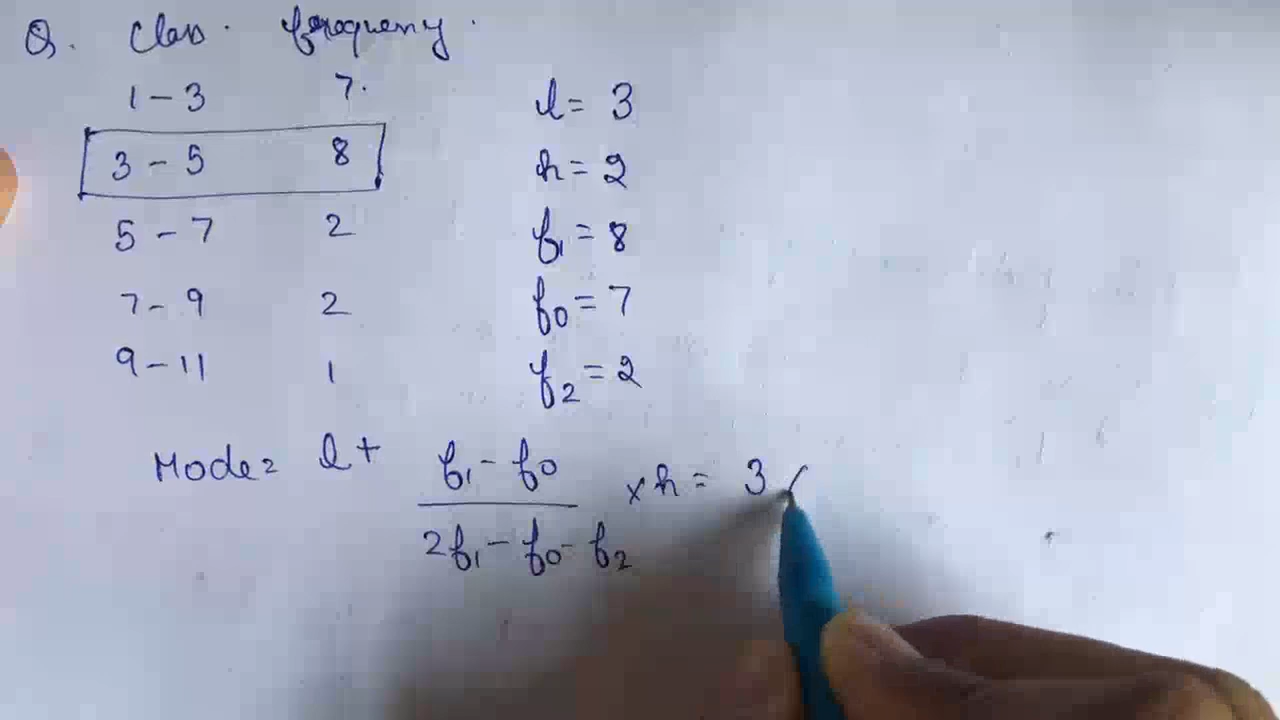 Q. Class. frequeny.
1 - 3 7.
3 - 5 8
5 - 7 2
7 - 9 2
9 - 11 1
l = 3
h = 2
f₁ = 8
f₀ = 7
f₂ = 2
Mode = l + f₁ - f₀ / 2f₁ - f₀ - f₂ × h = 3